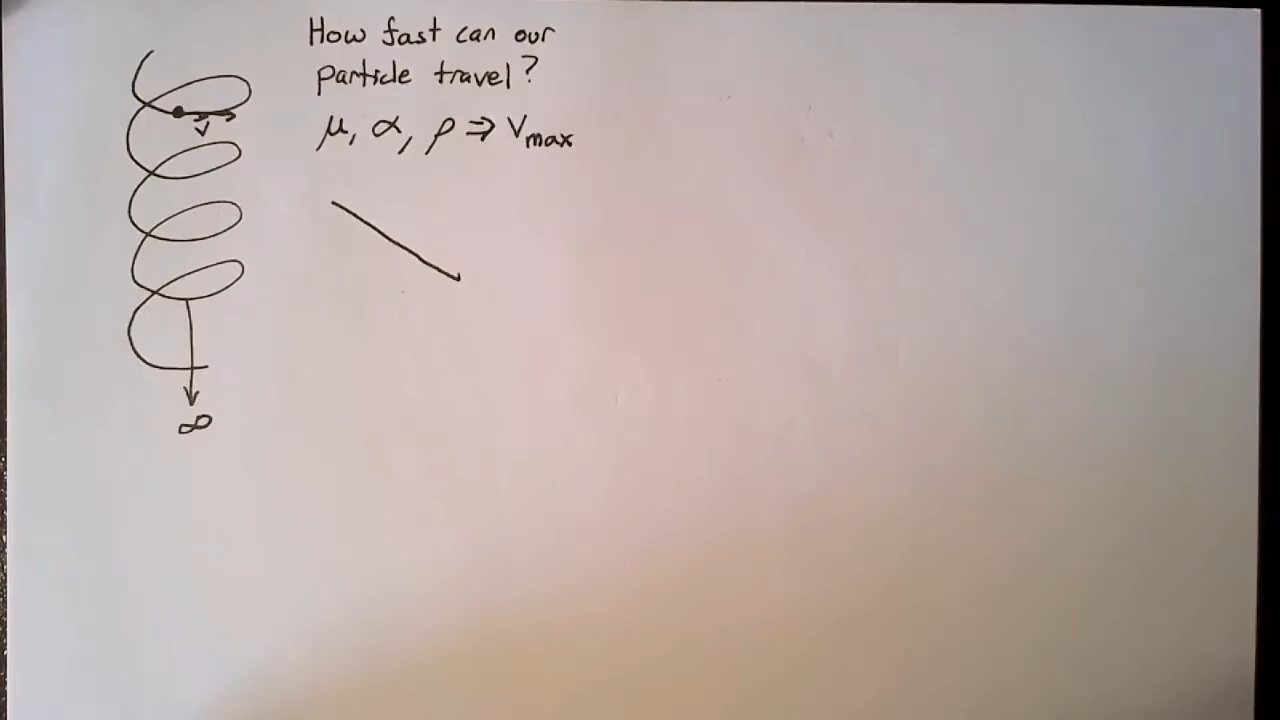 How fast can our
particle travel?
μ, α, ρ ⇒ Vmax
v
∞